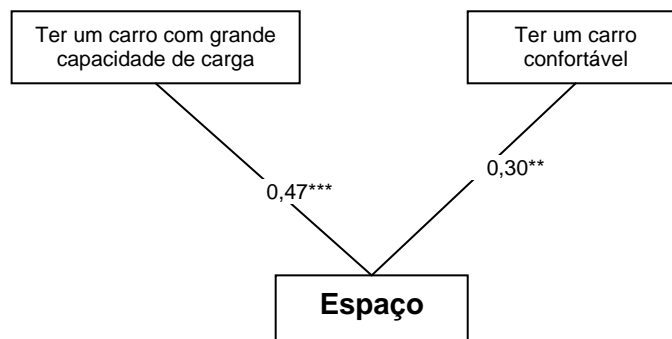 Ter um carro com grande
capacidade de carga
Ter um carro
confortável
0,47***
0,30**
Espaço